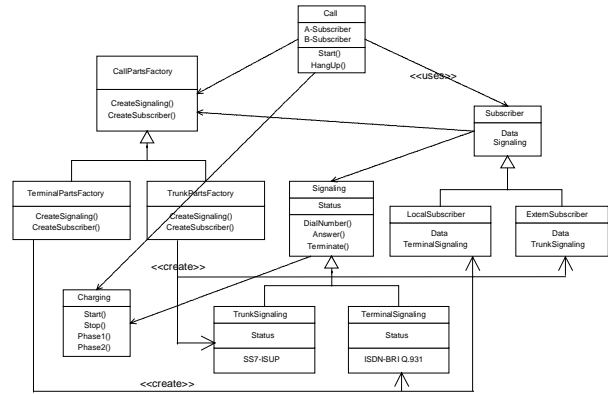 Call
A-Subscriber
B-Subscriber
Start()
HangUp()
CallPartsFactory
CreateSignaling()
CreateSubscriber()
<<uses>>
Subscriber
Data
Signaling
TerminalPartsFactory
CreateSignaling()
CreateSubscriber()
TrunkPartsFactory
CreateSignaling()
CreateSubscriber()
Signaling
Status
DialNumber()
Answer()
Terminate()
LocalSubscriber
Data
TerminalSignaling
ExternSubscriber
Data
TrunkSignaling
<<create>>
Charging
Start()
Stop()
Phase1()
Phase2()
TrunkSignaling
Status
SS7-ISUP
TerminalSignaling
Status
ISDN-BRI Q.931
<<create>>